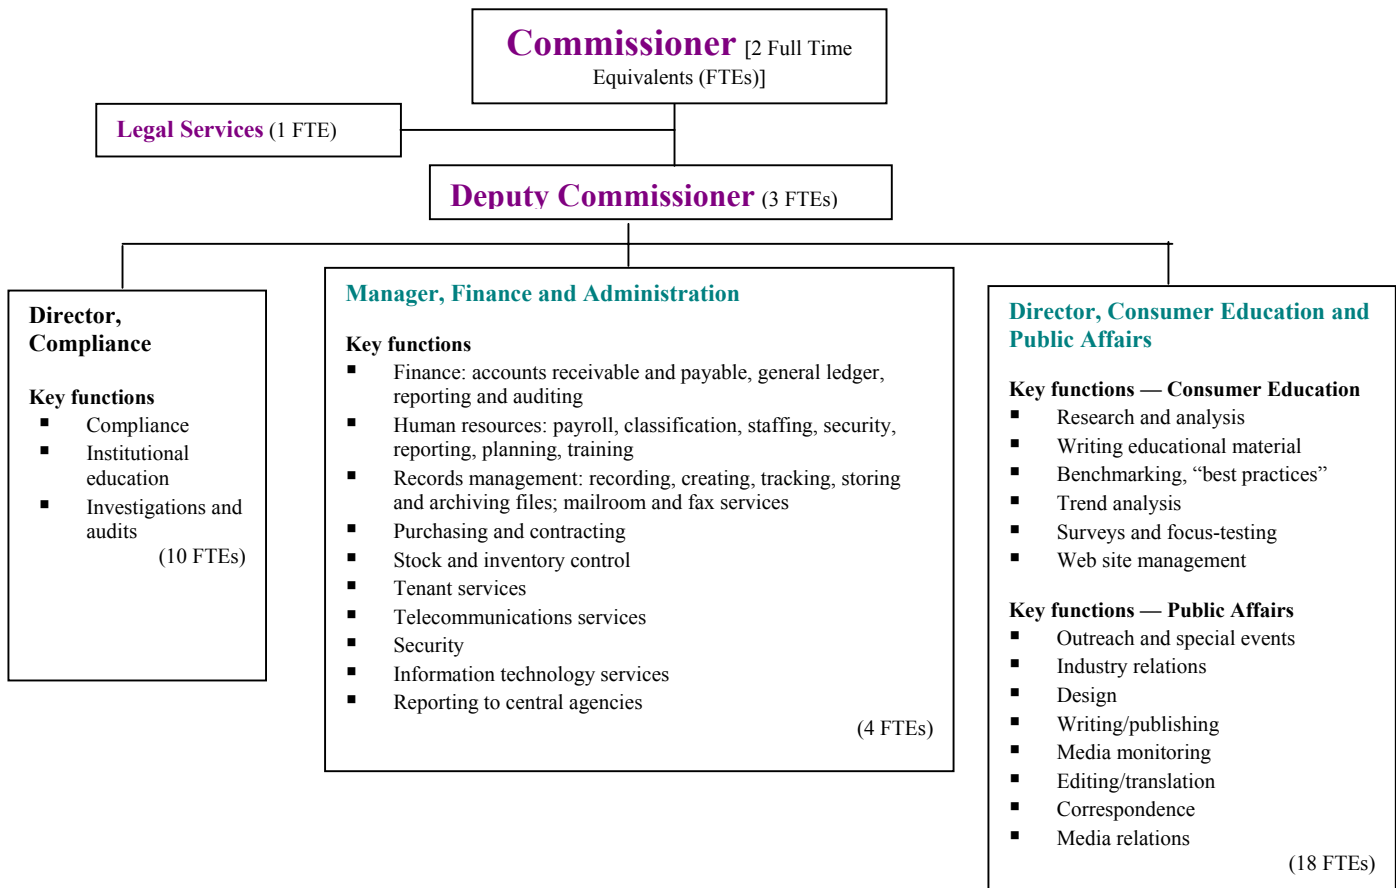 Commissioner [2 Full Time
Equivalents (FTEs)]
Legal Services (1 FTE)
Deputy Commissioner (3 FTEs)
Director,
Compliance
Key functions
■ Compliance
■ Institutional
education
■ Investigations and
audits
(10 FTEs)
Manager, Finance and Administration
Key functions
■ Finance: accounts receivable and payable, general ledger,
reporting and auditing
■ Human resources: payroll, classification, staffing, security,
reporting, planning, training
■ Records management: recording, creating, tracking, storing
and archiving files; mailroom and fax services
■ Purchasing and contracting
■ Stock and inventory control
■ Tenant services
■ Telecommunications services
■ Security
■ Information technology services
■ Reporting to central agencies
(4 FTEs)
Director, Consumer Education and
Public Affairs
Key functions — Consumer Education
■ Research and analysis
■ Writing educational material
■ Benchmarking, “best practices”
■ Trend analysis
■ Surveys and focus-testing
■ Web site management
Key functions — Public Affairs
■ Outreach and special events
■ Industry relations
■ Design
■ Writing/publishing
■ Media monitoring
■ Editing/translation
■ Correspondence
■ Media relations
(18 FTEs)